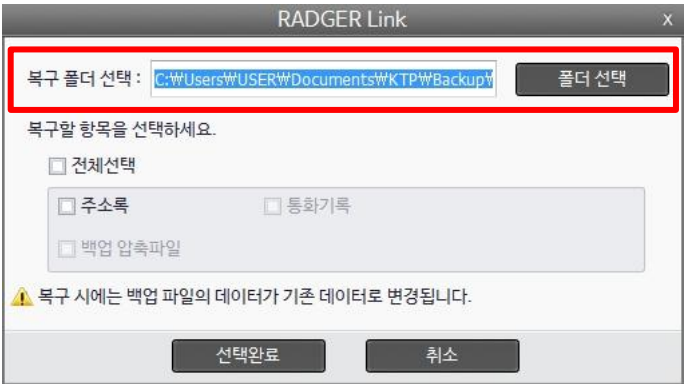 RADGER Link
X
복구 폴더 선택 : C:₩Users₩USER₩Documents₩KTP₩Backup₩ 폴더 선택
복구할 항목을 선택하세요.
전체선택
주소록 통화기록
백업 압축파일
복구 시에는 백업 파일의 데이터가 기존 데이터로 변경됩니다.
선택완료 취소